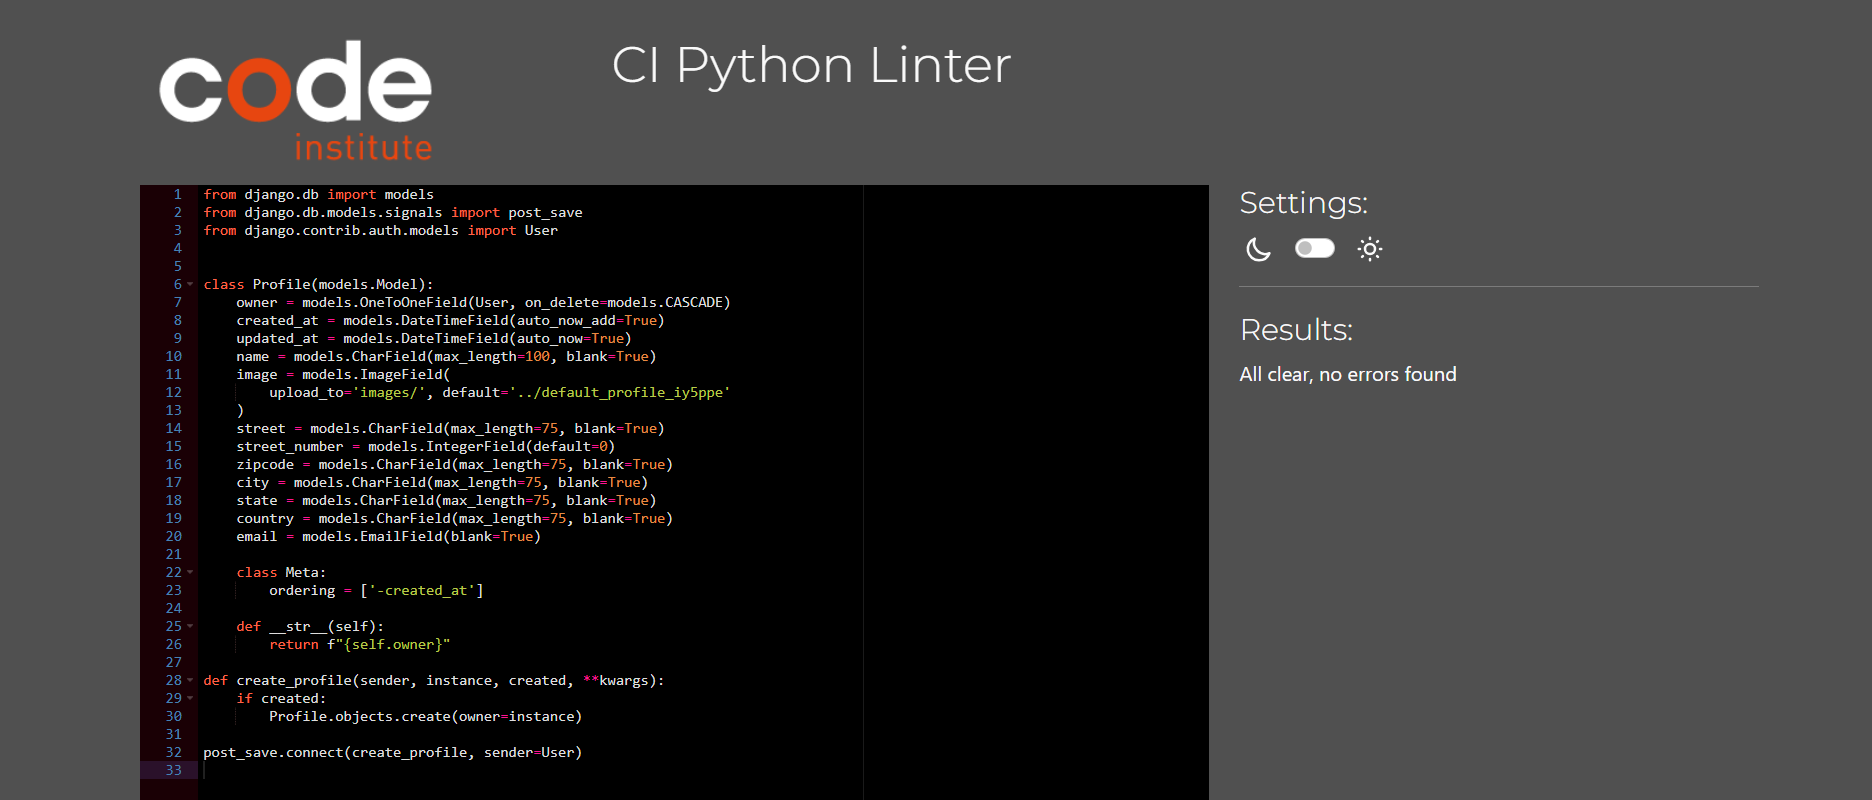 code
institute
CI Python Linter
1 from django.db import models
2 from django.db.models.signals import post_save
3 from django.contrib.auth.models import User
4
5
6 class Profile(models.Model):
7     owner = models.OneToOneField(User, on_delete=models.CASCADE)
8     created_at = models.DateTimeField(auto_now_add=True)
9     updated_at = models.DateTimeField(auto_now=True)
10     name = models.CharField(max_length=100, blank=True)
11     image = models.ImageField(
12         upload_to='images/', default='../default_profile_iy5ppe'
13     )
14     street = models.CharField(max_length=75, blank=True)
15     street_number = models.IntegerField(default=0)
16     zipcode = models.CharField(max_length=75, blank=True)
17     city = models.CharField(max_length=75, blank=True)
18     state = models.CharField(max_length=75, blank=True)
19     country = models.CharField(max_length=75, blank=True)
20     email = models.EmailField(blank=True)
21
22     class Meta:
23         ordering = ['-created_at']
24
25     def __str__(self):
26         return f"{self.owner}"
27
28 def create_profile(sender, instance, created, **kwargs):
29     if created:
30         Profile.objects.create(owner=instance)
31
32 post_save.connect(create_profile, sender=User)
33
Settings:
Results:
All clear, no errors found